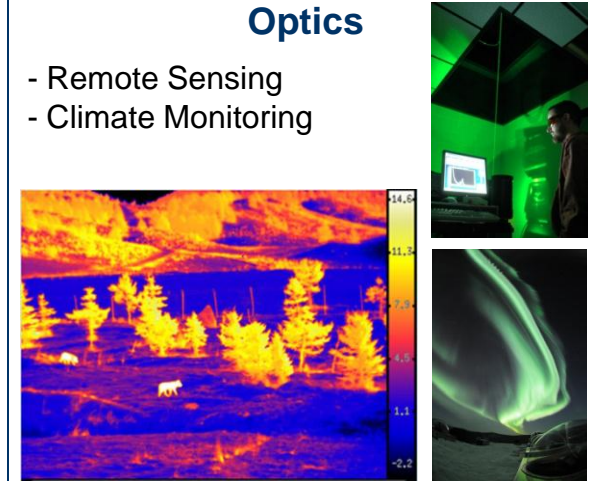 Optics
- Remote Sensing
- Climate Monitoring
14.6
11.3
7.9
4.5
1.1
-2.2